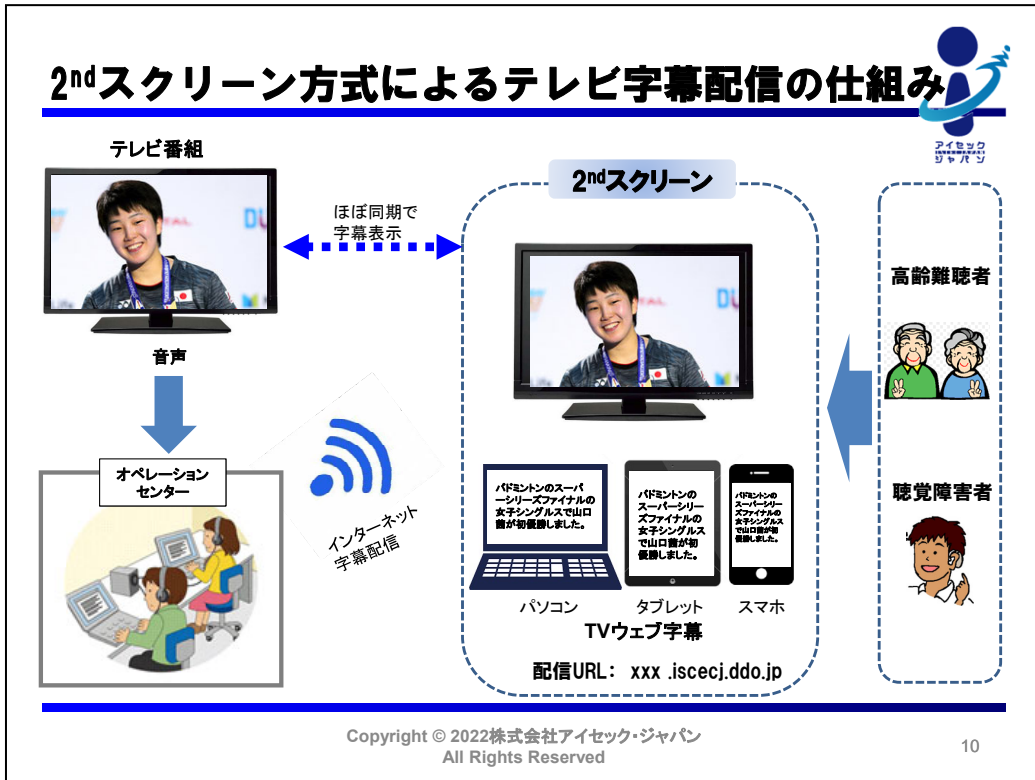 2ndスクリーン方式によるテレビ字幕配信の仕組み
アイセック
ジャパン
テレビ番組
ほぼ同期で
字幕表示
2ndスクリーン
高齢難聴者
音声
オペレーション
センター
インターネット
字幕配信
バドミントンのスーパ
ーシリーズファイナルの
女子シングルスで山口
茜が初優勝しました。
バドミントンの
スーパーシリー
ズファイナルの
女子シングルス
で山口茜が初
優勝しました。
バドミントンの
スーパーシリー
ズファイナルの
女子シングルス
で山口茜が初
優勝しました。
聴覚障害者
パソコン
タブレット
スマホ
TVウェブ字幕
配信URL： xxx .iscecj.ddo.jp
Copyright © 2022株式会社アイセック・ジャパン
All Rights Reserved
10